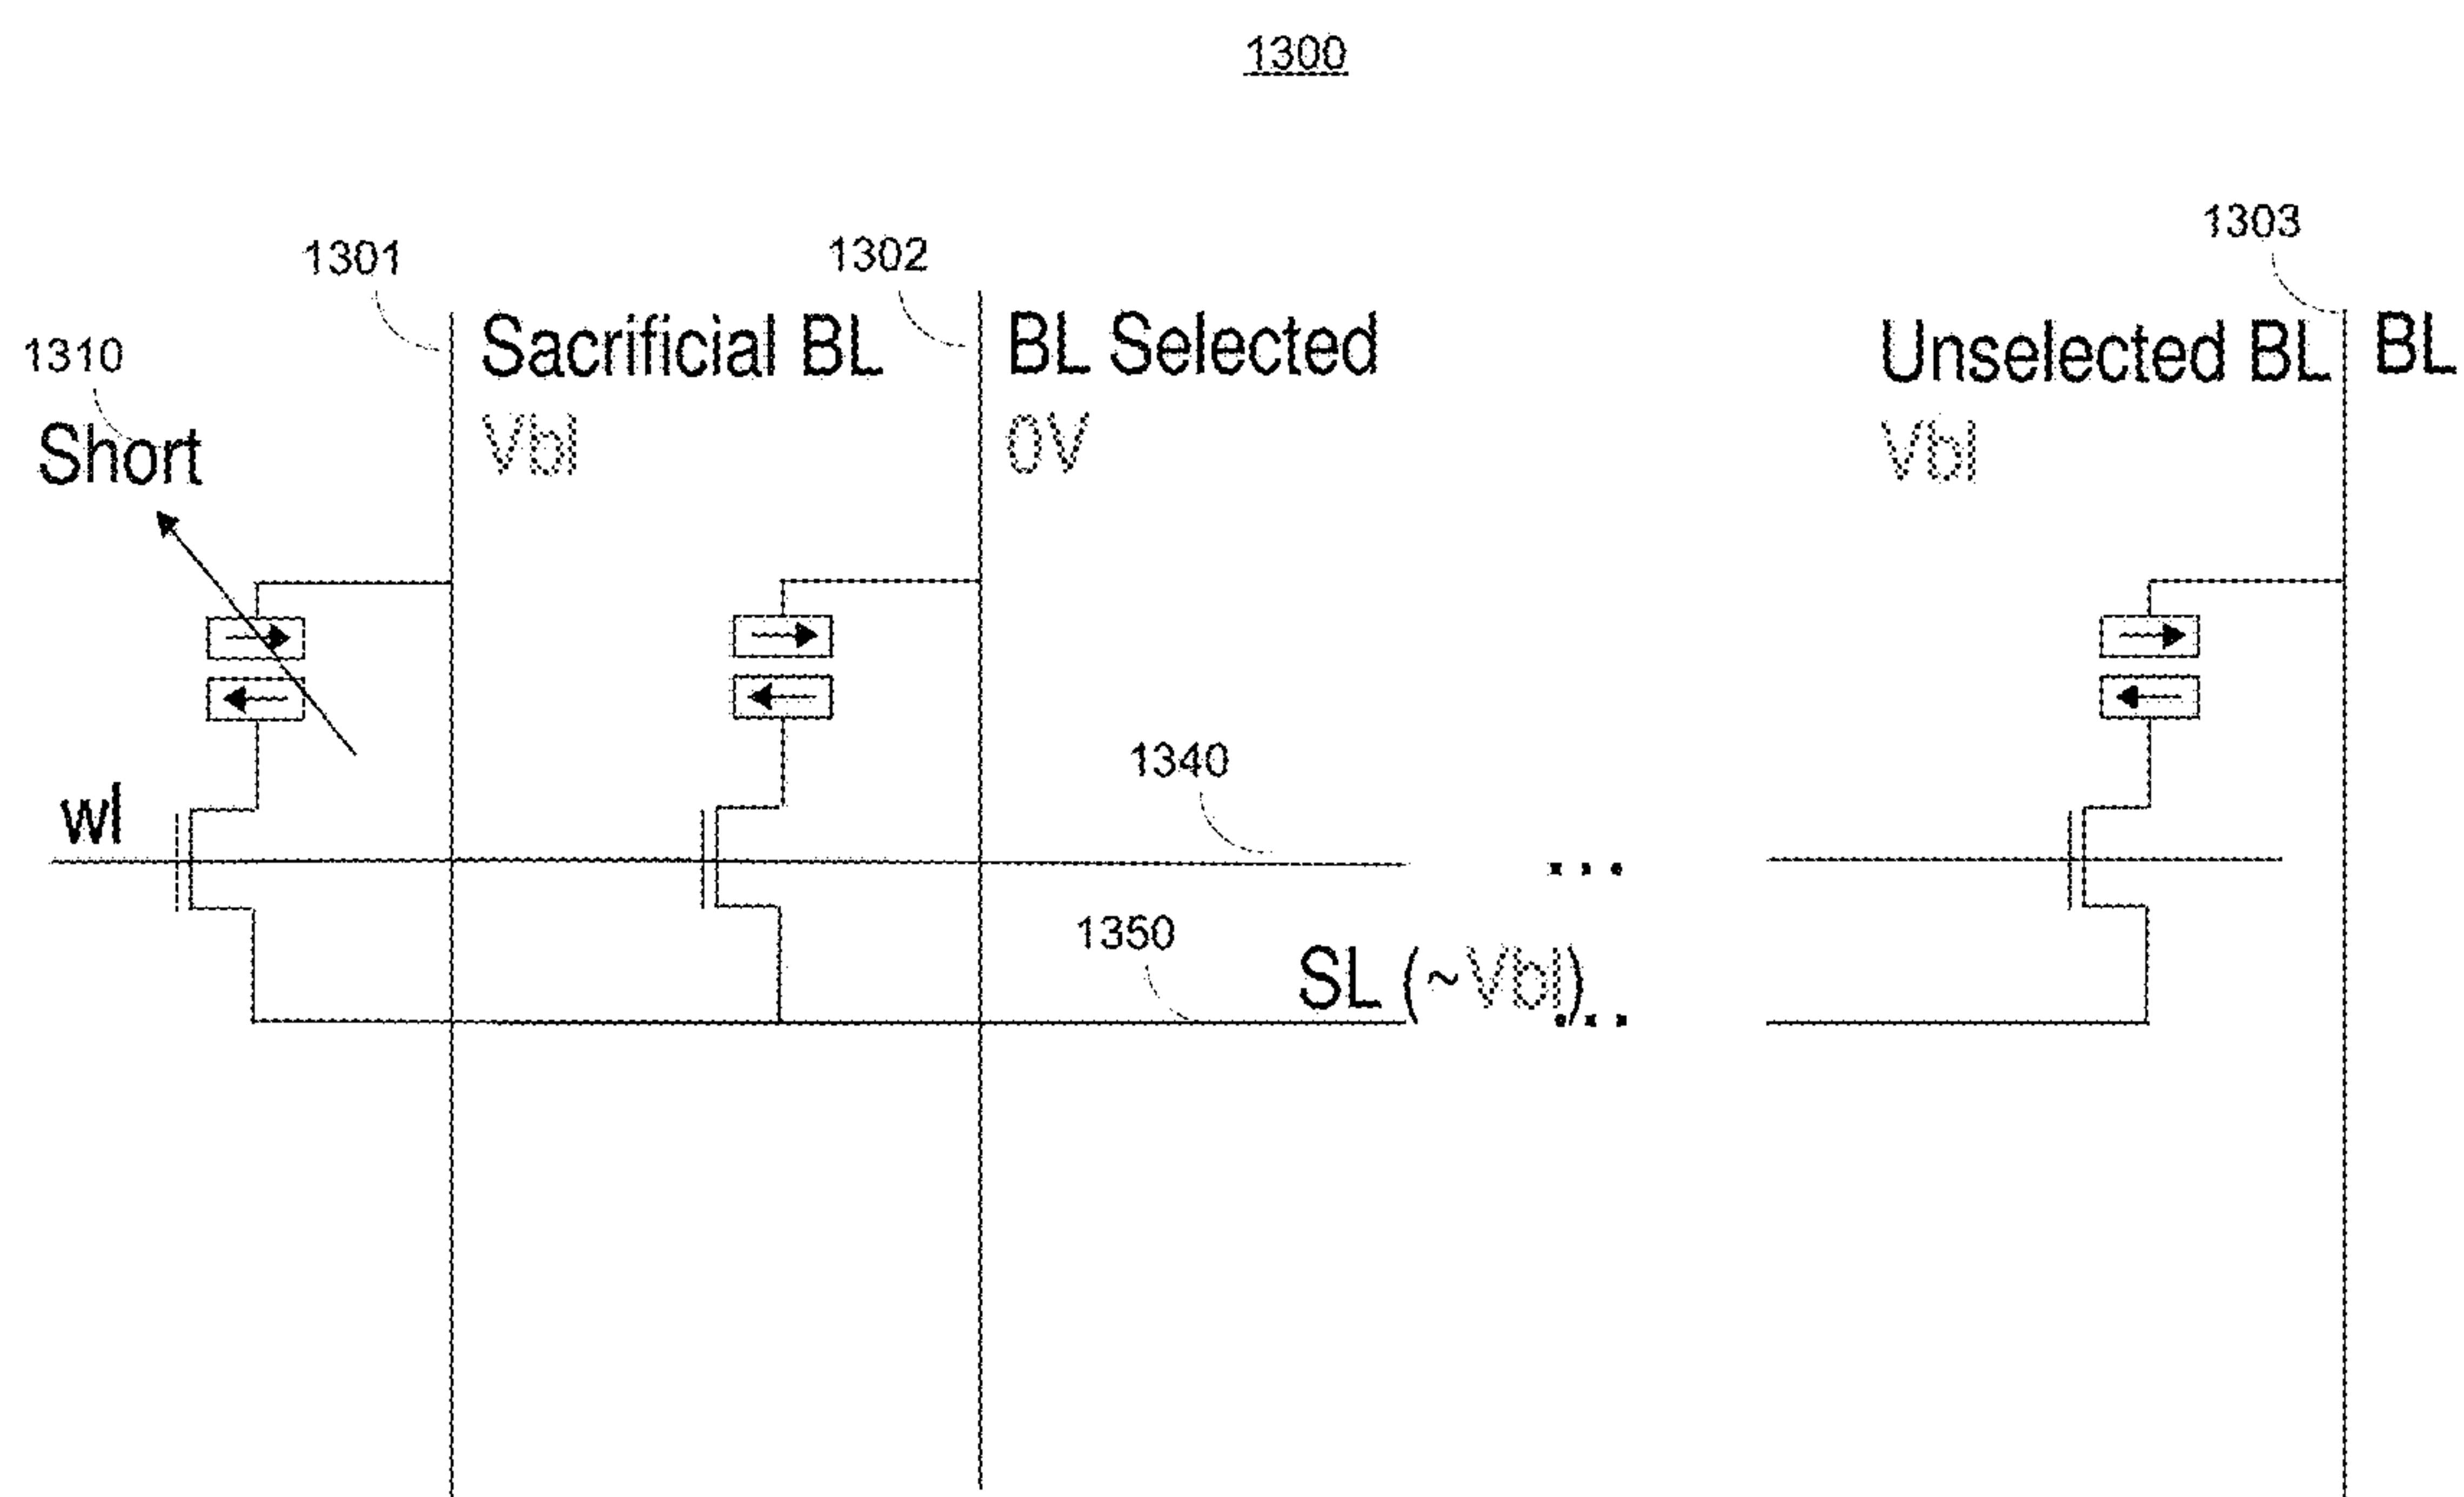 1300
1303
1301
1302
1310
Sacrificial BL
BL Selected
Unselected BL
BL
Vbl
0V
Vbl
Short
1340
wl
1350
SL (~Vbl)